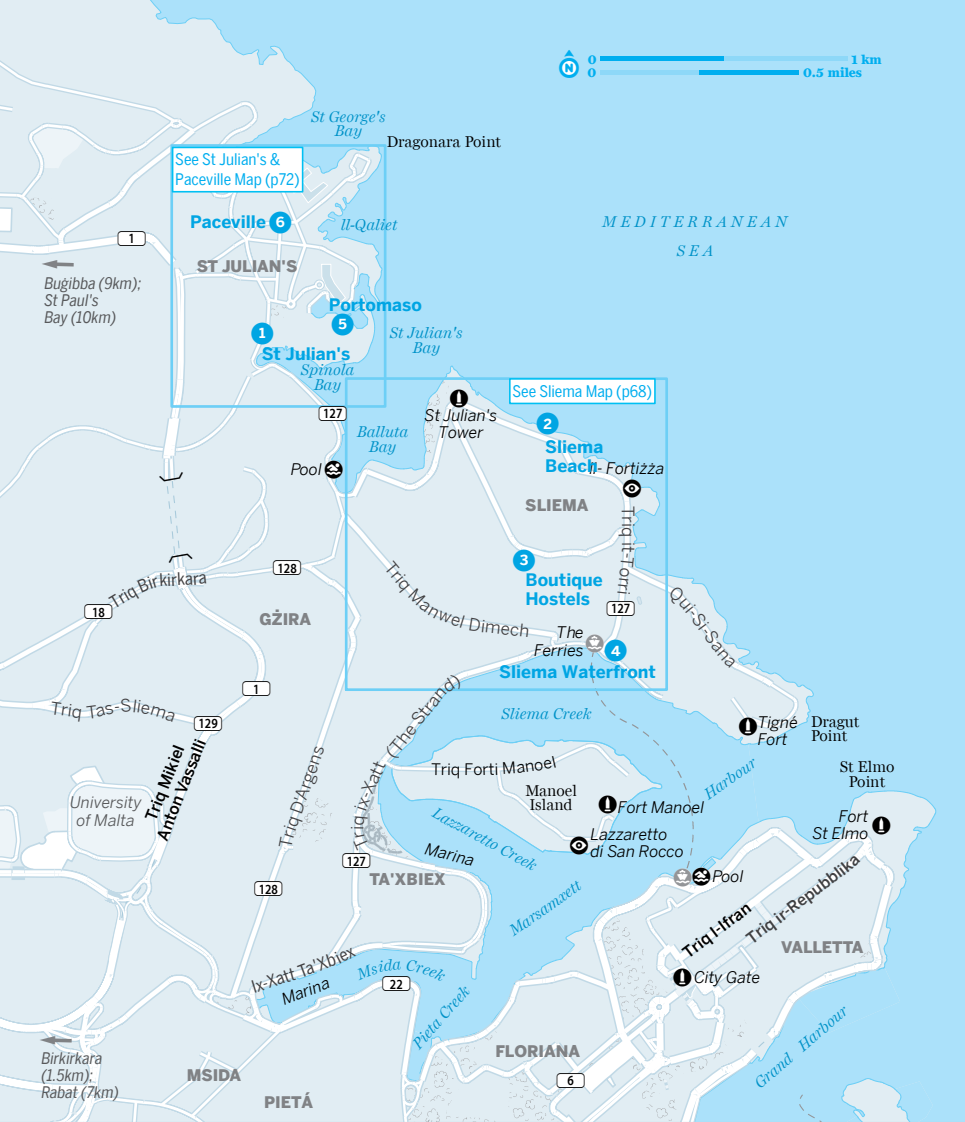 0
1 km
N
0
0.5 miles
St George's
Bay
Dragonara Point
See St Julian's &
Paceville Map (p72)
Paceville 6
Il-Qaliet
MEDITERRANEAN
SEA
1
ST JULIAN'S
Buġibba (9km);
St Paul's
Bay (10km)
Portomaso
5
1
St Julian's
St Julian's
Bay
Spinola
Bay
See Sliema Map (p68)
127
St Julian's
Tower
2
Sliema
Beach
Balluta
Bay
Pool
Il- Fortiżża
SLIEMA
Triq it-Torri
3
Boutique
Hostels
128
Triq Birkirkara
18
GŻIRA
Triq Manwel Dimech
127
Qui-Si-Sana
The
Ferries
4
Sliema Waterfront
1
Triq Tas-Sliema
129
Triq ix-Xatt (The Strand)
Sliema Creek
Tigné
Fort
Dragut
Point
Triq Mikiel
Anton Vassalli
Triq D'Argens
Triq Forti Manoel
Harbour
St Elmo
Point
University
of Malta
Manoel
Island
Fort Manoel
Fort
St Elmo
Lazzaretto Creek
Lazzaretto
di San Rocco
Marina
127
TA'XBIEX
128
Marsamxett
Pool
Triq l-Ifran
Triq ir-Repubblika
VALLETTA
Ix-Xatt Ta'Xbiex
Marina
Msida Creek
22
City Gate
Pieta Creek
Grand Harbour
FLORIANA
Birkirkara
(1.5km);
Rabat (7km)
MSIDA
6
PIETÁ